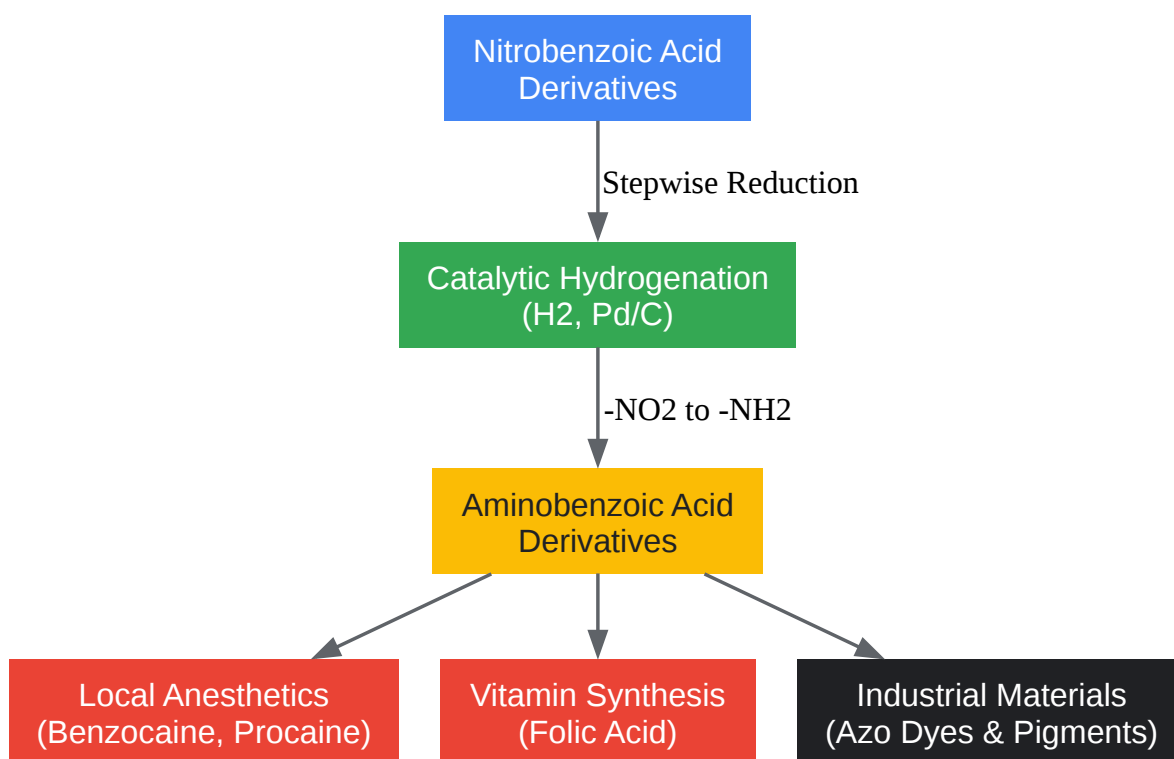 Nitrobenzoic Acid
Derivatives
Stepwise Reduction
Catalytic Hydrogenation
(H2, Pd/C)
-NO2 to -NH2
Aminobenzoic Acid
Derivatives
Local Anesthetics
(Benzocaine, Procaine)
Vitamin Synthesis
(Folic Acid)
Industrial Materials
(Azo Dyes & Pigments)